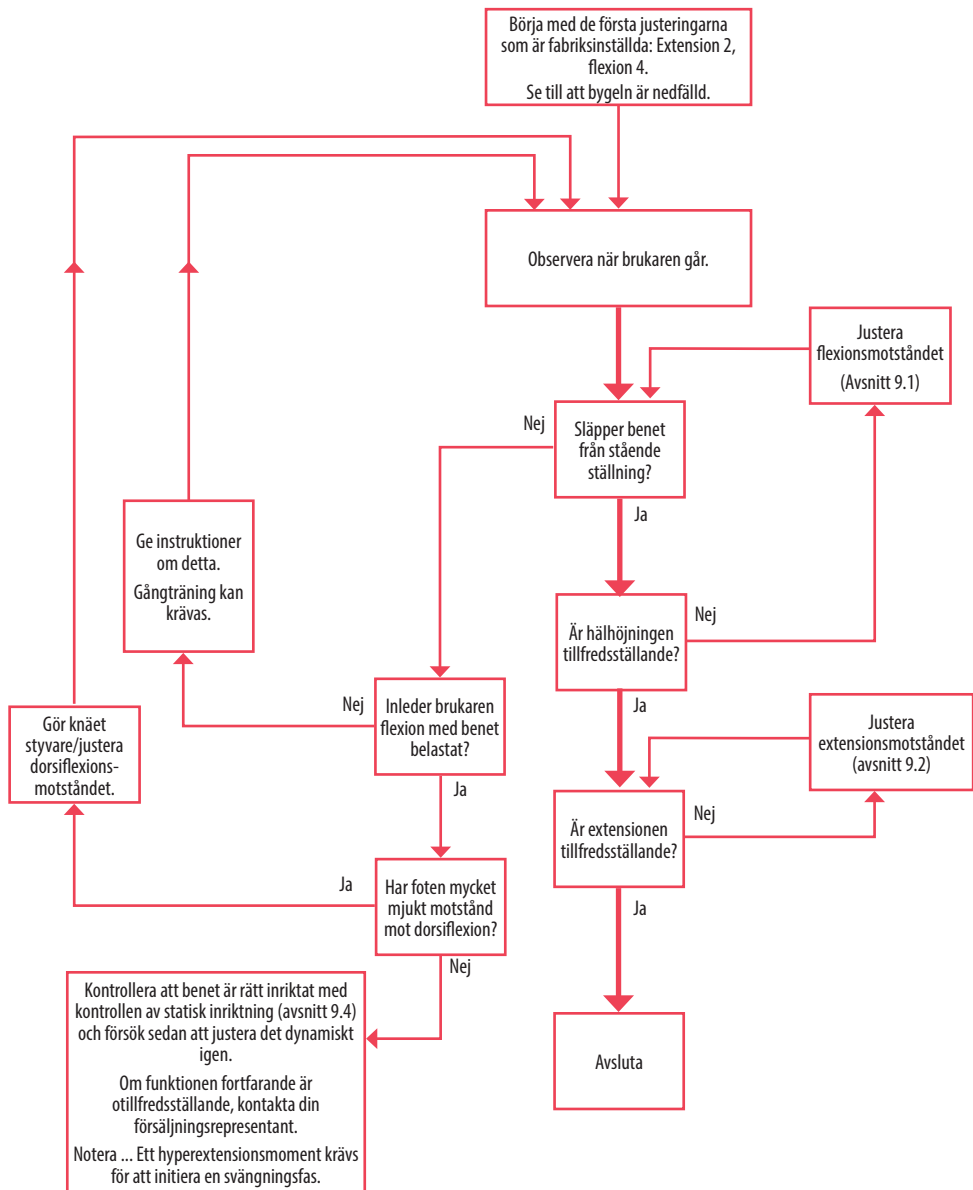 Börja med de första justeringarna
som är fabriksinställda: Extension 2,
flexion 4.
Se till att bygeln är nedfälld.
Observera när brukaren går.
Justera
flexionsmotståndet
(Avsnitt 9.1)
Nej
Släpper benet
från stående
ställning?
Ja
Ge instruktioner
om detta.
Gångträning kan
krävas.
Är hälhöjningen
tillfredsställande?
Nej
Ja
Nej
Inleder brukaren
flexion med benet
belastat?
Ja
Gör knäet
styvare/justera
dorsiflexions-
motståndet.
Justera
extensionsmotståndet
(avsnitt 9.2)
Är extensionen
tillfredsställande?
Nej
Ja
Ja
Har foten mycket
mjukt motstånd
mot dorsiflexion?
Nej
Kontrollera att benet är rätt inriktat med
kontrollen av statisk inriktning (avsnitt 9.4)
och försök sedan att justera det dynamiskt
igen.
Om funktionen fortfarande är
otillfredsställande, kontakta din
försäljningsrepresentant.
Notera ... Ett hyperextensionsmoment krävs
för att initiera en svängningsfas.
Avsluta